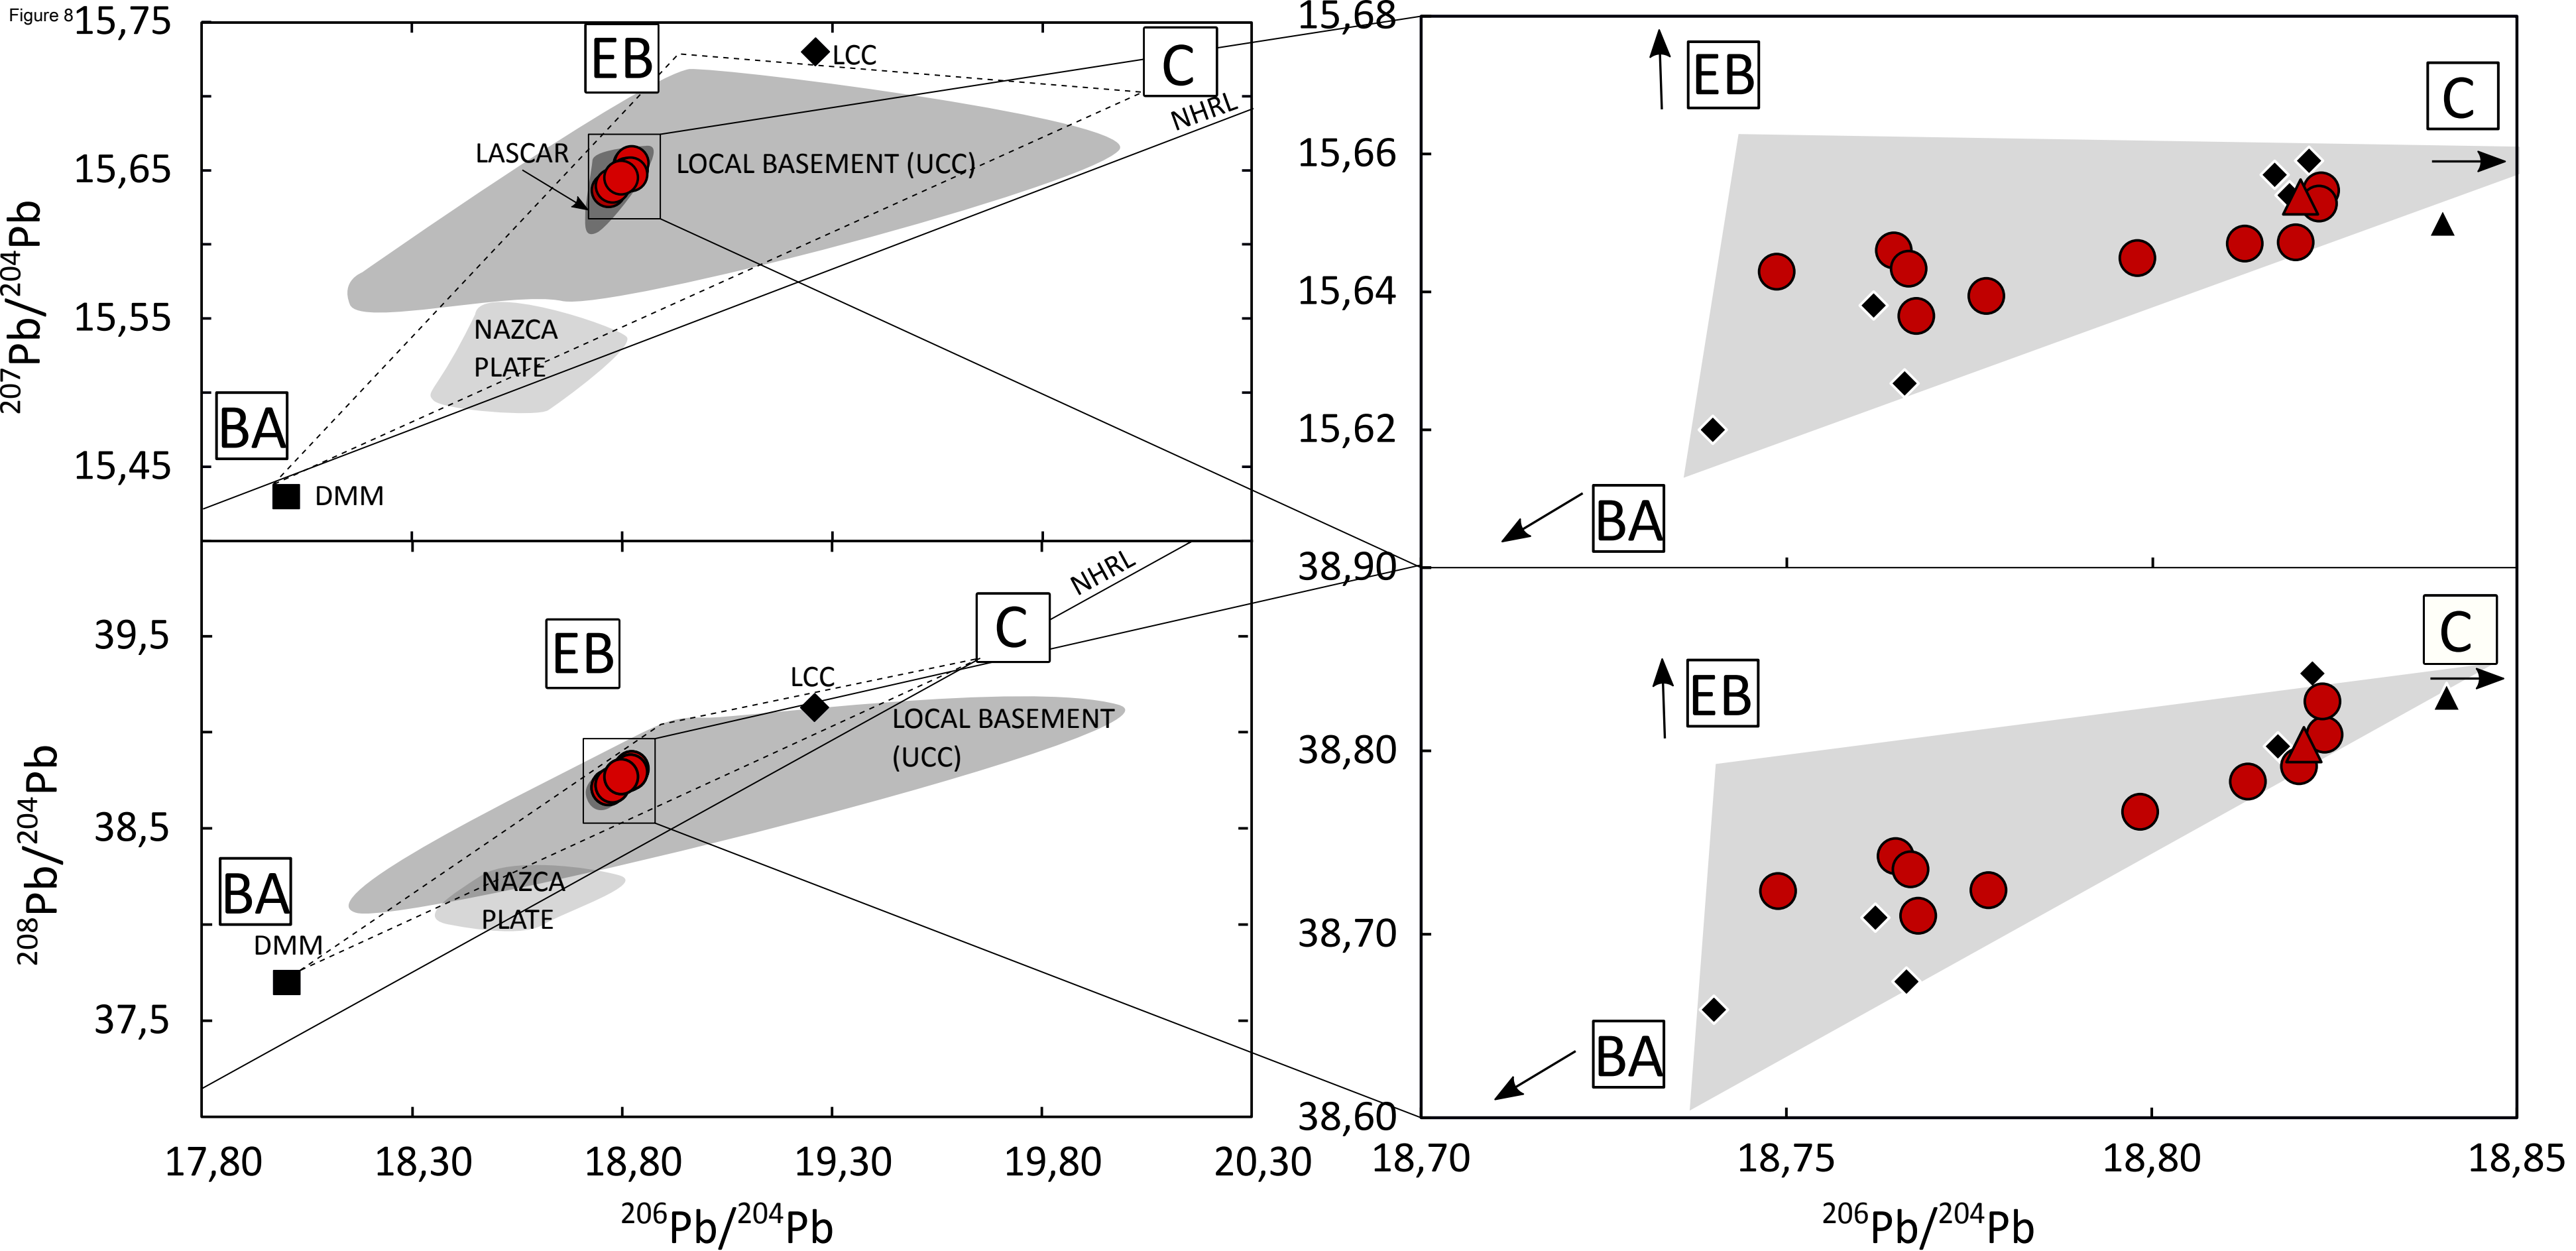 Figure 8
15,75
15,65
15,55
15,45
207Pb/204Pb
EB
LCC
C
NHRL
LASCAR
LOCAL BASEMENT (UCC)
NAZCA
PLATE
BA
DMM
39,5
38,5
37,5
208Pb/204Pb
NHRL
C
EB
LCC
LOCAL BASEMENT
(UCC)
NAZCA
PLATE
BA
DMM
17,80
18,30
18,80
19,30
19,80
20,30
206Pb/204Pb
15,68
15,66
15,64
15,62
EB
C
BA
38,90
38,80
38,70
38,60
EB
C
BA
18,70
18,75
18,80
18,85
206Pb/204Pb